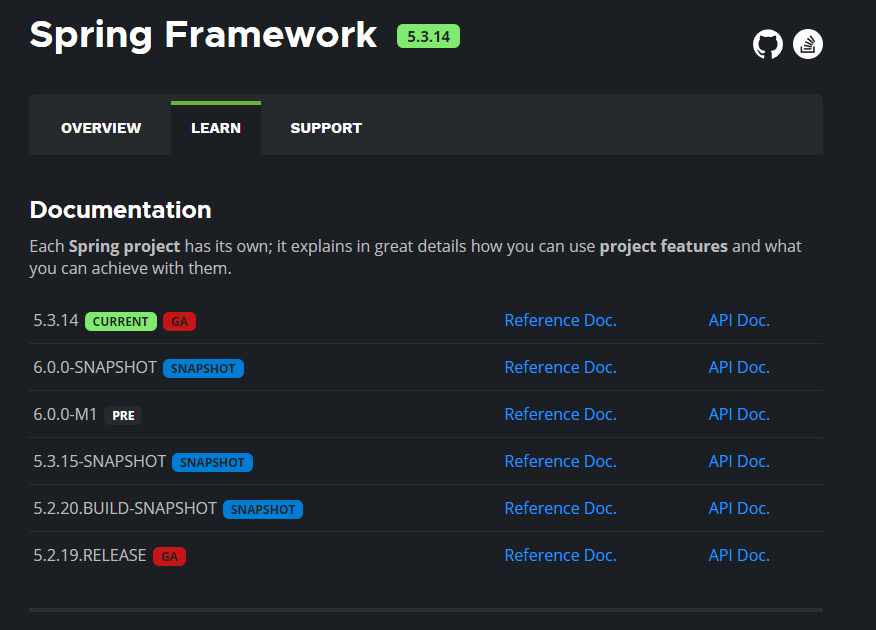 Spring Framework 5.3.14
OVERVIEW LEARN SUPPORT
Documentation
Each Spring project has its own; it explains in great details how you can use project features and what
you can achieve with them.
5.3.14 CURRENT GA Reference Doc. API Doc.
6.0.0-SNAPSHOT SNAPSHOT Reference Doc. API Doc.
6.0.0-M1 PRE Reference Doc. API Doc.
5.3.15-SNAPSHOT SNAPSHOT Reference Doc. API Doc.
5.2.20.BUILD-SNAPSHOT SNAPSHOT Reference Doc. API Doc.
5.2.19.RELEASE GA Reference Doc. API Doc.